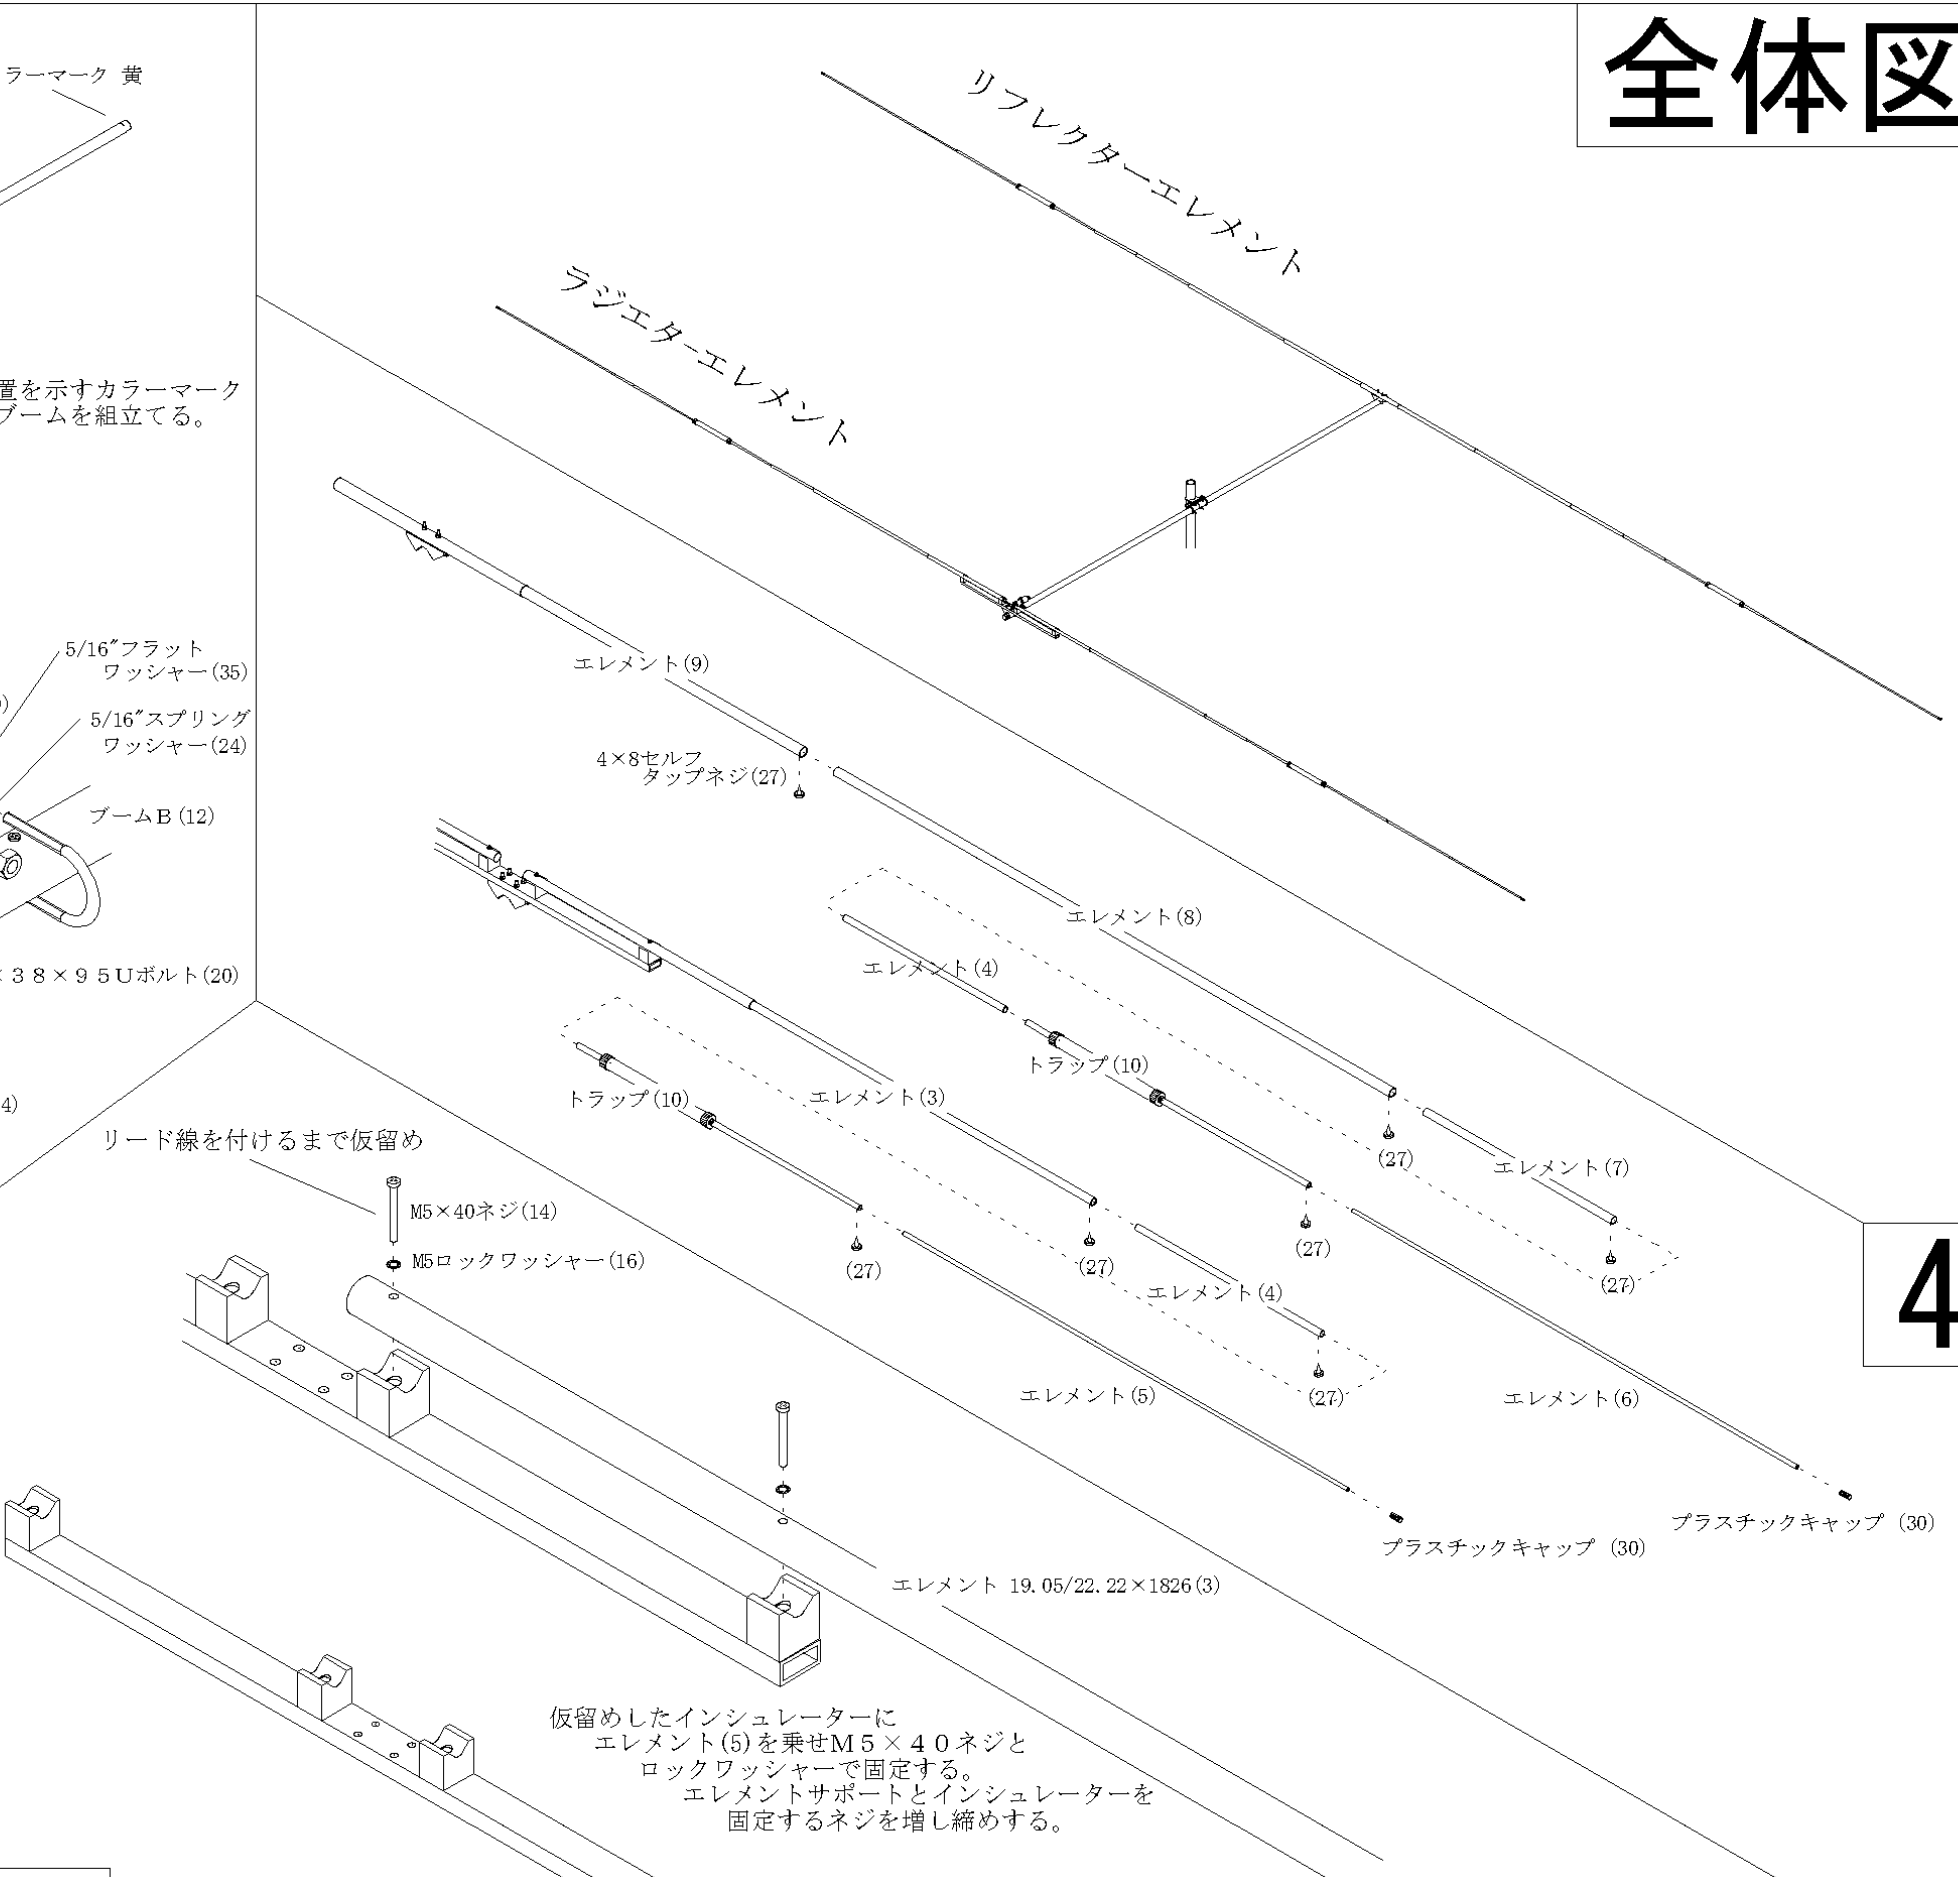 ラーマーク 黄
全体図
リフレクターエレメント
ラジエターエレメント
置を示すカラーマーク
ブームを組立てる。
5/16″フラット
ワッシャー(35)
5/16″スプリング
ワッシャー(24)
ブームB(12)
×38×95Uボルト(20)
4)
エレメント(9)
4×8セルフ
タップネジ(27)
エレメント(8)
エレメント(4)
トラップ(10)
(27)
エレメント(7)
(27)
(27)
エレメント(6)
プラスチックキャップ (30)
トラップ(10)
エレメント(3)
(27)
(27)
エレメント(4)
(27)
エレメント(5)
プラスチックキャップ (30)
4
リード線を付けるまで仮留め
M5×40ネジ(14)
M5ロックワッシャー(16)
エレメント 19.05/22.22×1826(3)
仮留めしたインシュレーターに
エレメント(5)を乗せM5×40ネジと
ロックワッシャーで固定する。
エレメントサポートとインシュレーターを
固定するネジを増し締めする。